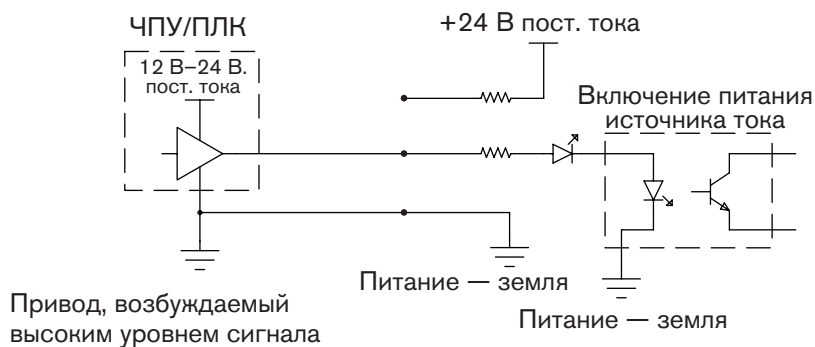 ЧПУ/ПЛК
+24 В пост. тока
12 В–24 В.
пост. тока
Включение питания
источника тока
Питание — земля
Питание — земля
Привод, возбуждаемый
высоким уровнем сигнала